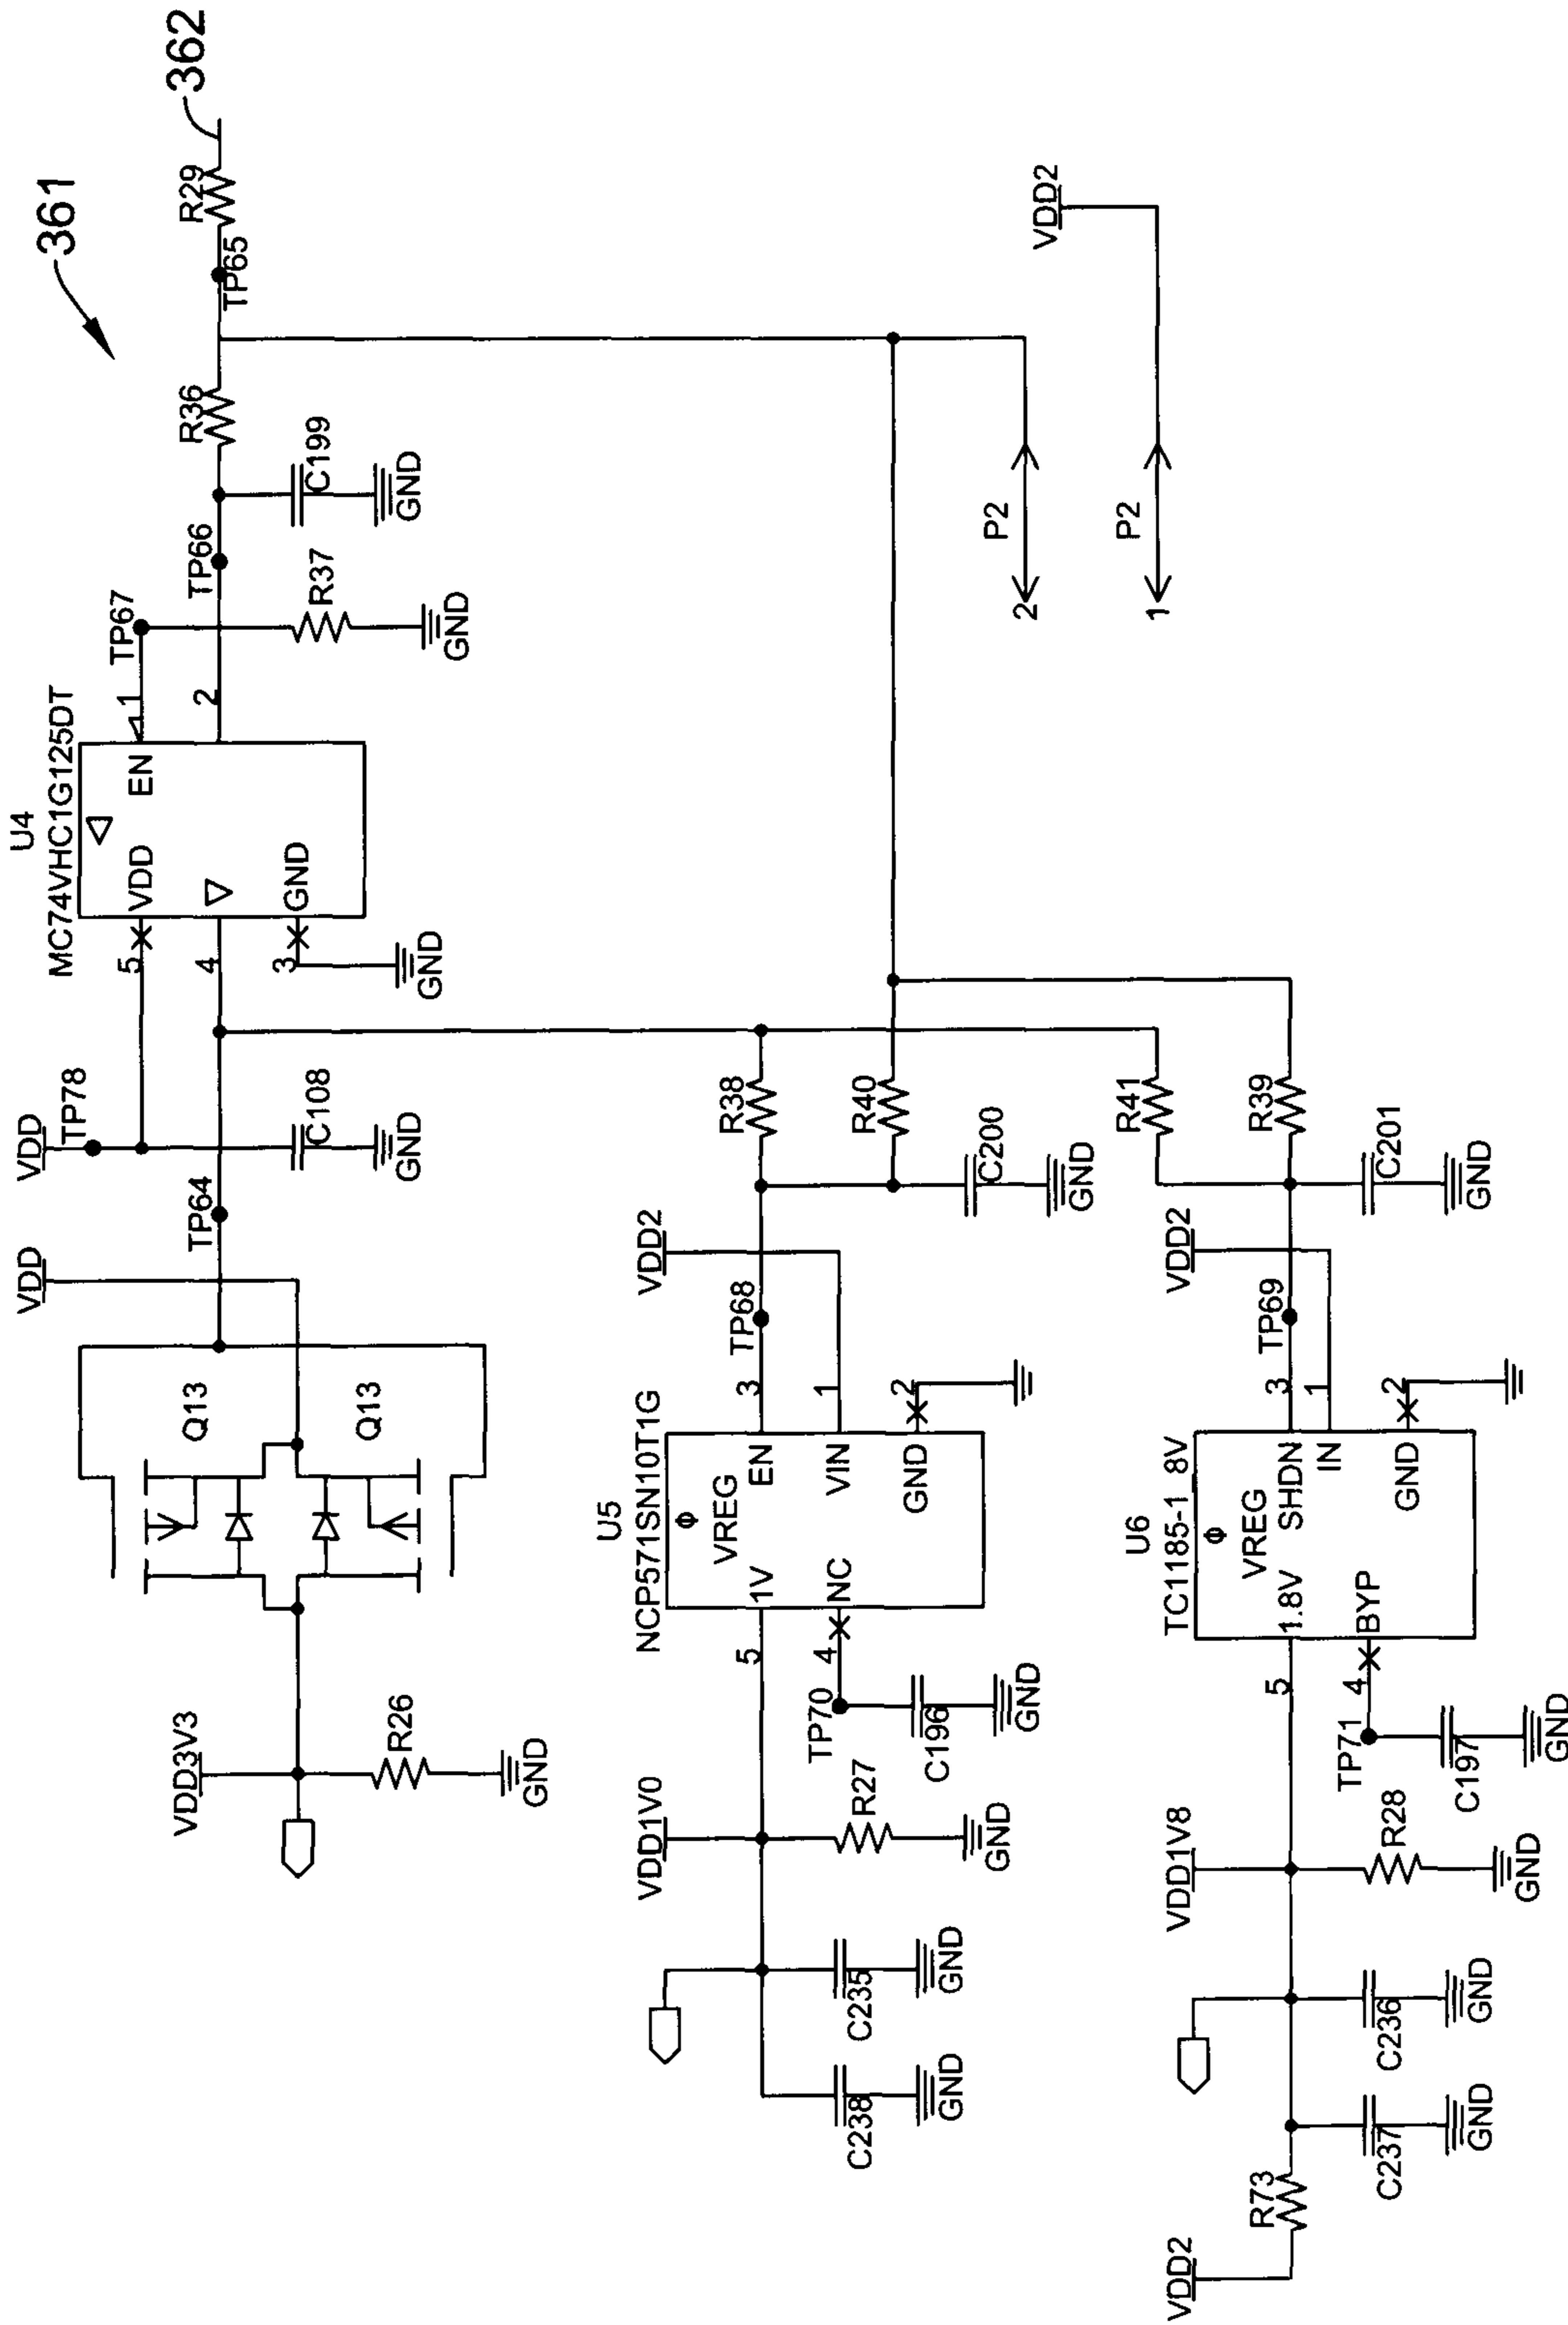 361
362
R29
TP65
R36
C199
GND
TP66
TP67
R37
GND
U4
MC74VHC1G125DT
1
EN
2
VDD
GND
5
4
3
GND
VDD
TP78
C108
GND
TP64
VDD
Q13
Q13
VDD3V3
R26
GND
VDD2
P2
2
P2
1
R38
R40
C200
GND
VDD2
TP68
3
1
2
U5
NCP571SN10T1G
VREG
EN
VIN
GND
1V
NC
5
4
TP70
C196
GND
VDD1V0
R27
GND
C235
GND
C238
GND
R41
R39
C201
GND
VDD2
TP69
3
1
2
U6
TC1185-1 8V
VREG
SHDN
IN
GND
1.8V
BYP
5
4
TP71
C197
GND
VDD1V8
R28
GND
C236
GND
C237
GND
R73
VDD2